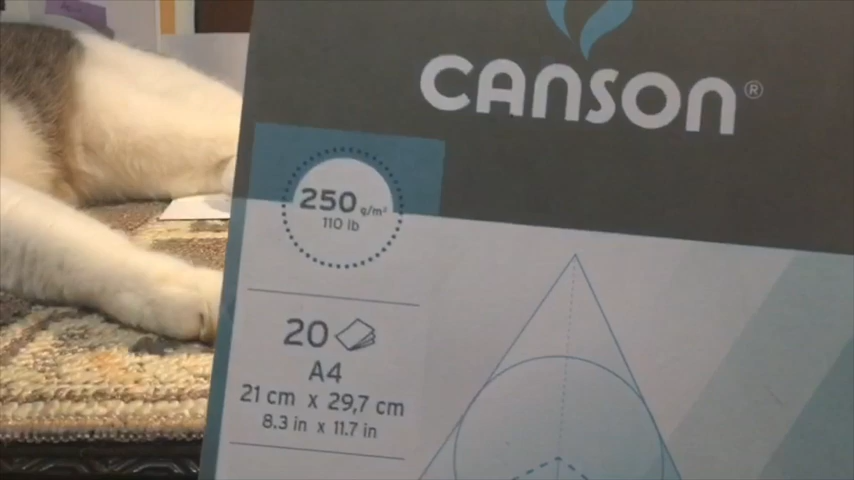 CANSON®
250 g/m²
110 lb
20
A4
21 cm x 29,7 cm
8.3 in x 11.7 in